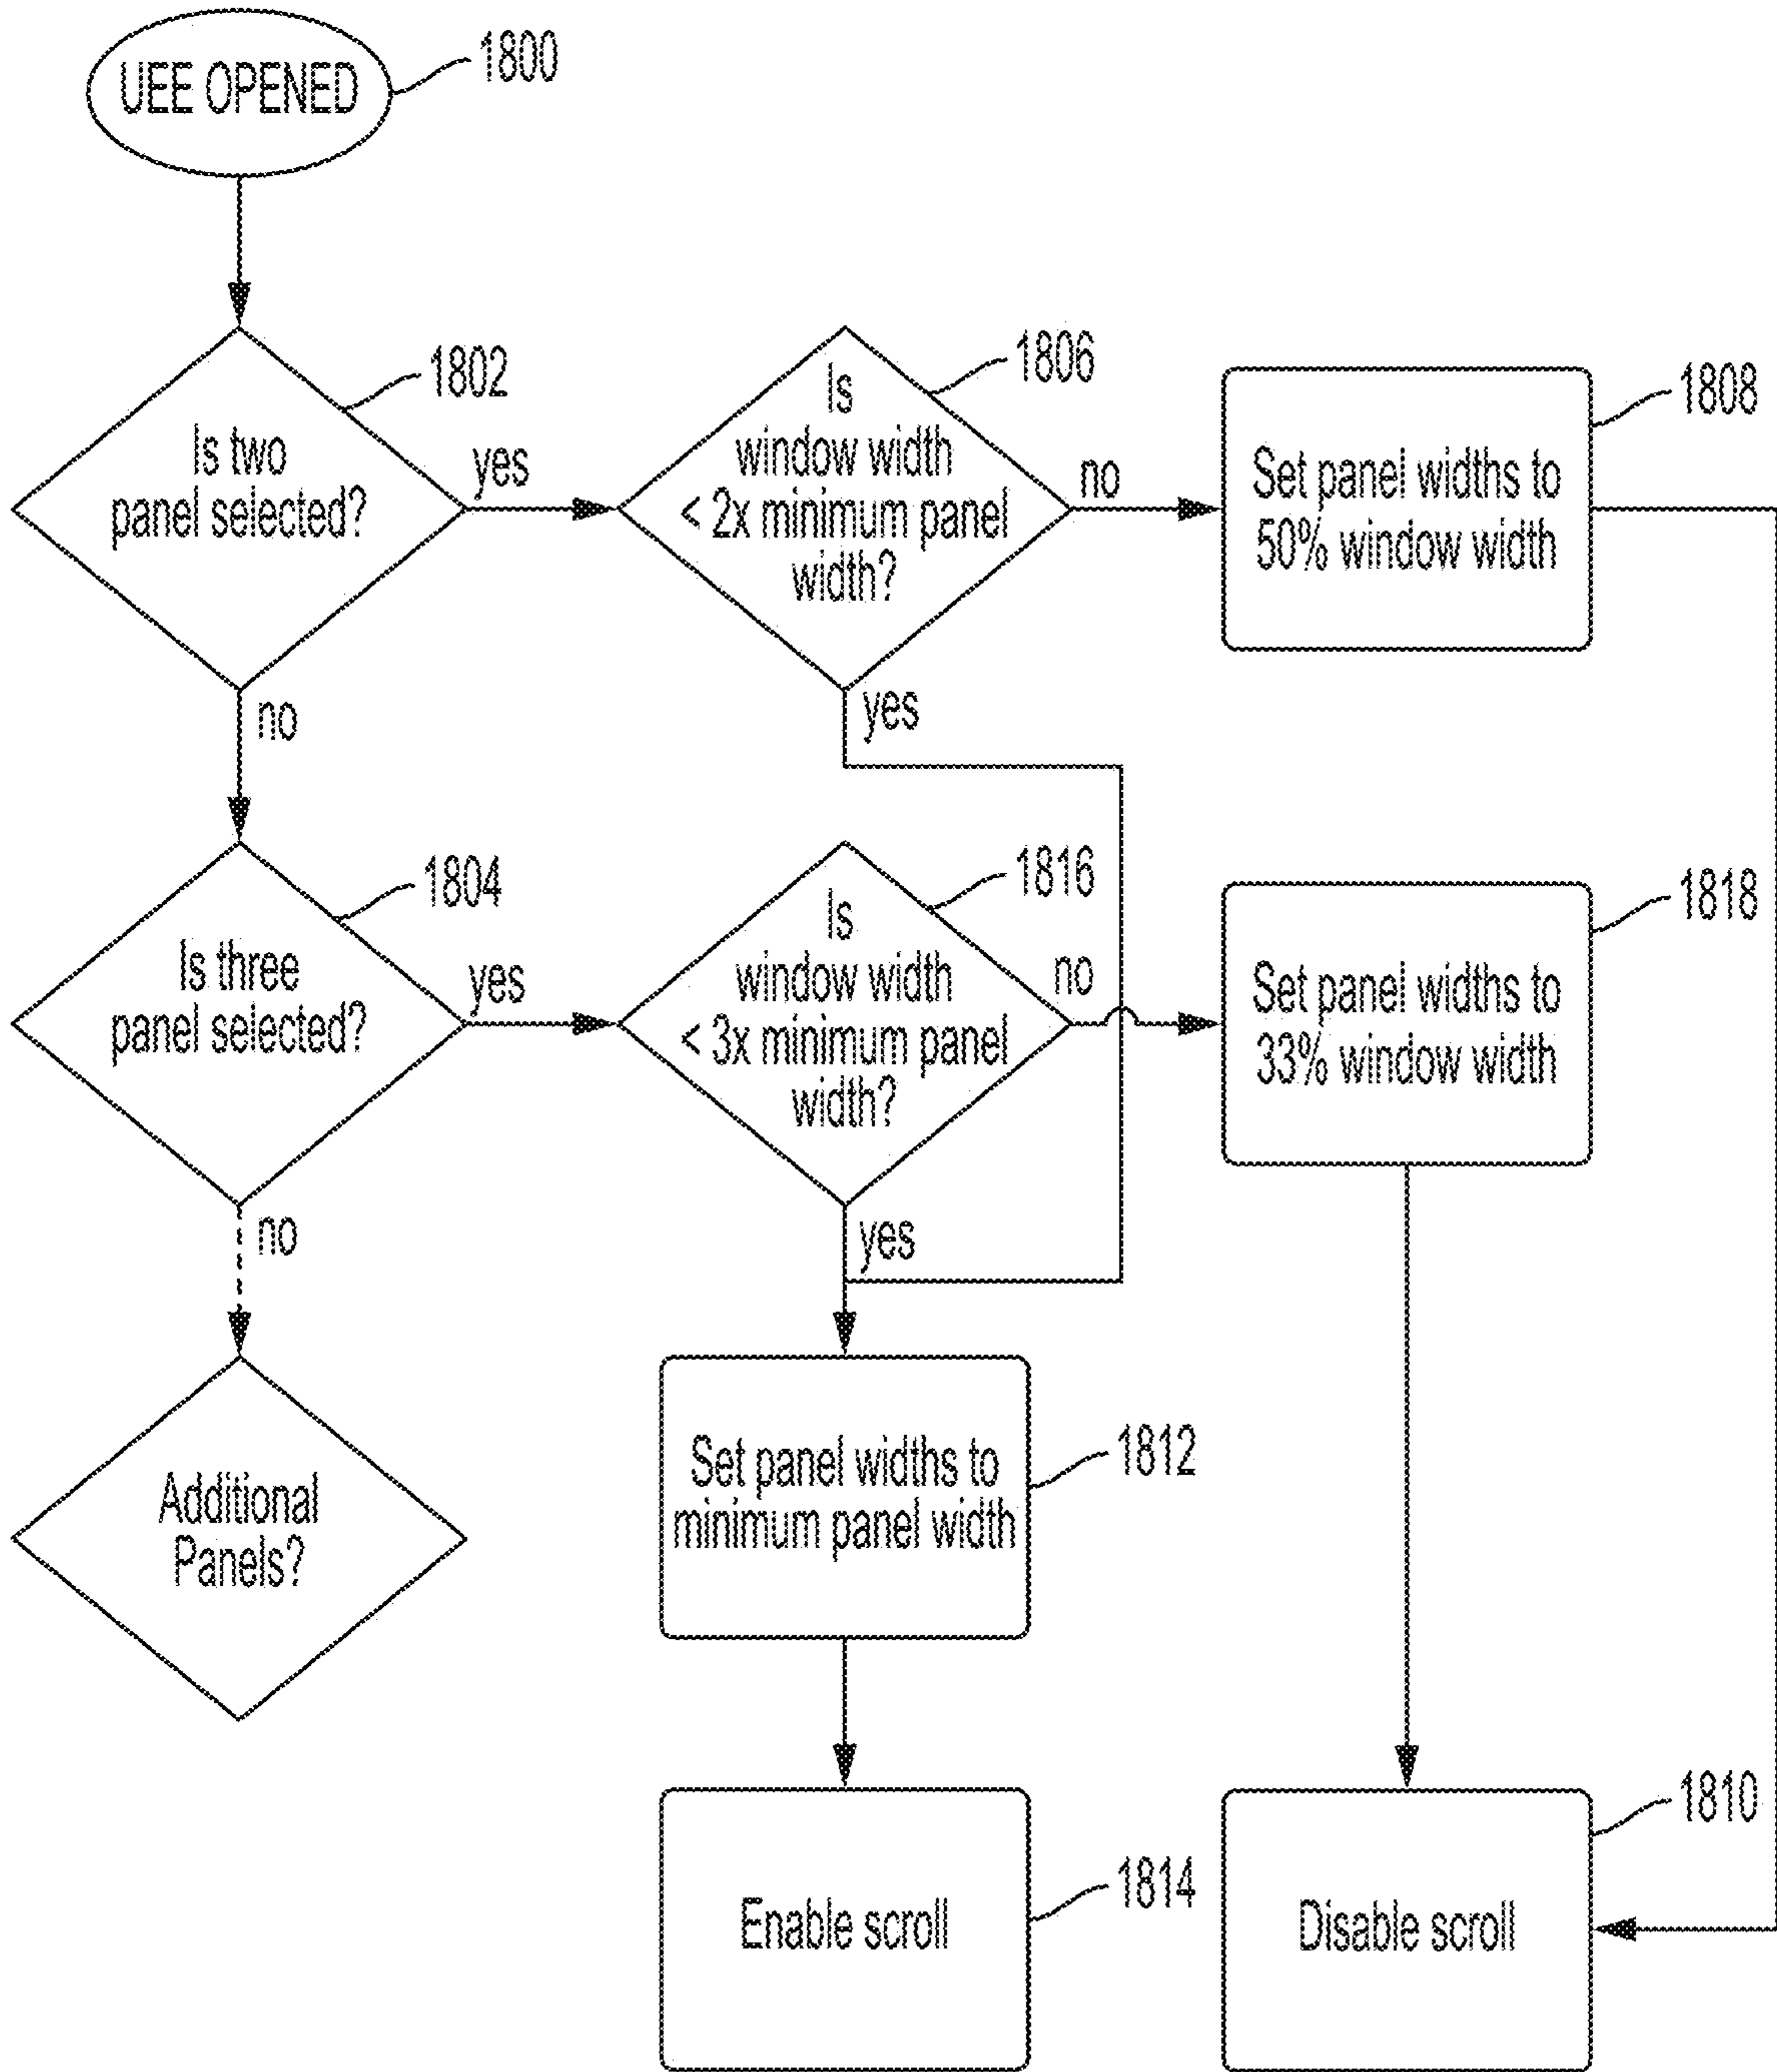 UEE OPENED
1800
Is two
panel selected?
1802
yes
no
Is
window width
< 2x minimum panel
width?
1806
no
yes
Set panel widths to
50% window width
1808
Is three
panel selected?
1804
yes
no
Is
window width
< 3x minimum panel
width?
1816
no
yes
Set panel widths to
33% window width
1818
Additional
Panels?
Set panel widths to
minimum panel width
1812
Enable scroll
1814
Disable scroll
1810